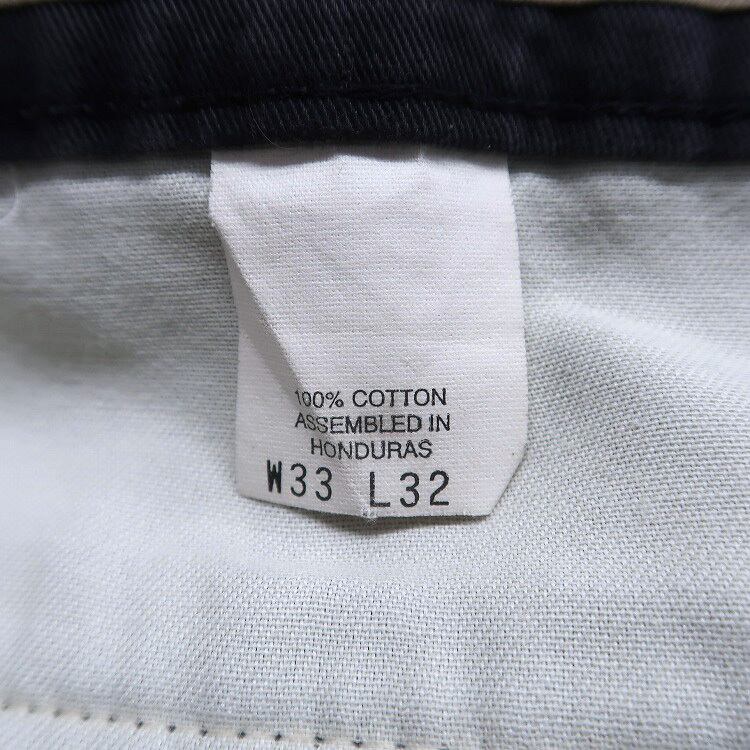 100% COTTON
ASSEMBLED IN
HONDURAS
W33 L32